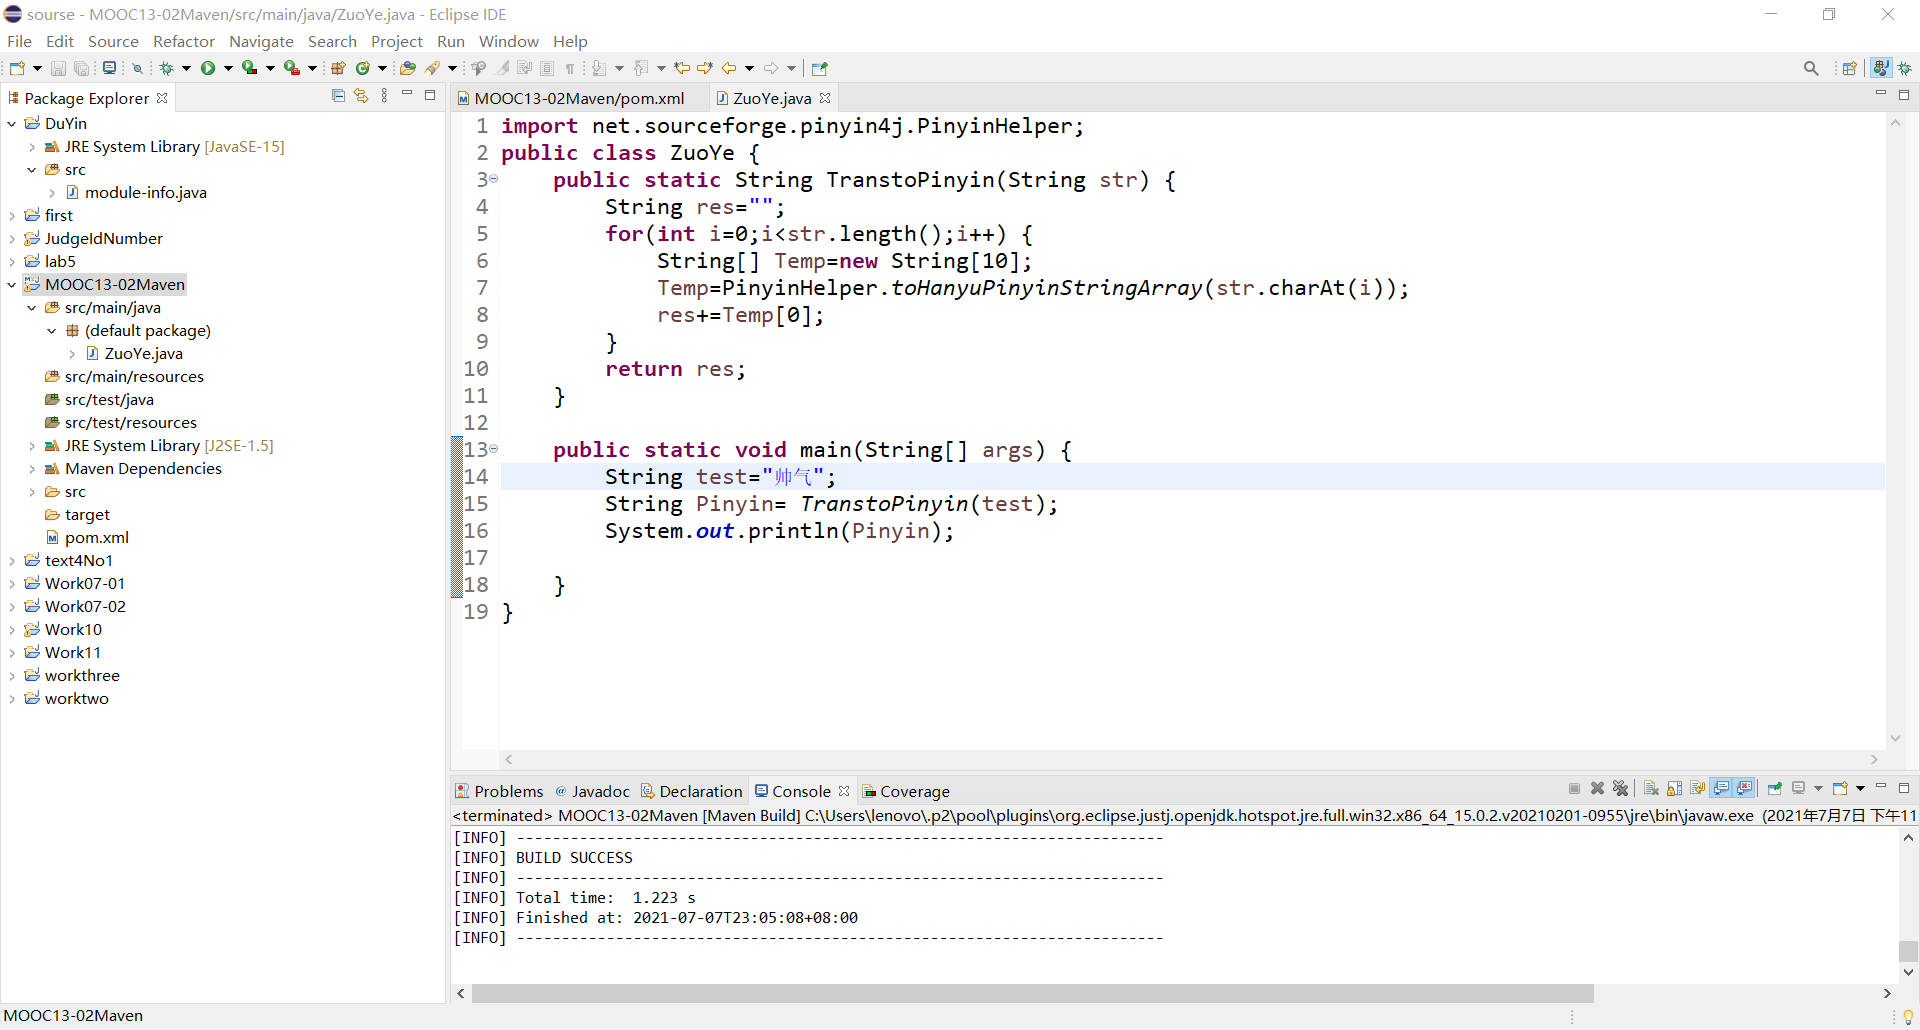 sourse - MOOC13-02Maven/src/main/java/ZuoYe.java - Eclipse IDE
File Edit Source Refactor Navigate Search Project Run Window Help
Package Explorer
DuYin
JRE System Library [JavaSE-15]
src
module-info.java
first
JudgeIdNumber
lab5
MOOC13-02Maven
src/main/java
(default package)
ZuoYe.java
src/main/resources
src/test/java
src/test/resources
JRE System Library [J2SE-1.5]
Maven Dependencies
src
target
pom.xml
text4No1
Work07-01
Work07-02
Work10
Work11
workthree
worktwo
MOOC13-02Maven/pom.xml ZuoYe.java
1 import net.sourceforge.pinyin4j.PinyinHelper;
2 public class ZuoYe {
3 public static String TranstoPinyin(String str) {
4 String res="";
5 for(int i=0;i<str.length();i++) {
6 String[] Temp=new String[10];
7 Temp=PinyinHelper.toHanyuPinyinStringArray(str.charAt(i));
8 res+=Temp[0];
9 }
10 return res;
11 }
12
13 public static void main(String[] args) {
14 String test="帅气";
15 String Pinyin= TranstoPinyin(test);
16 System.out.println(Pinyin);
17
18 }
19 }
Problems @ Javadoc Declaration Console Coverage
<terminated> MOOC13-02Maven [Maven Build] C:\Users\lenovo\.p2\pool\plugins\org.eclipse.justj.openjdk.hotspot.jre.full.win32.x86_64_15.0.2.v20210201-0955\jre\bin\javaw.exe (2021年7月7日 下午11
[INFO] ------------------------------------------------------------------------
[INFO] BUILD SUCCESS
[INFO] ------------------------------------------------------------------------
[INFO] Total time:  1.223 s
[INFO] Finished at: 2021-07-07T23:05:08+08:00
[INFO] ------------------------------------------------------------------------
MOOC13-02Maven